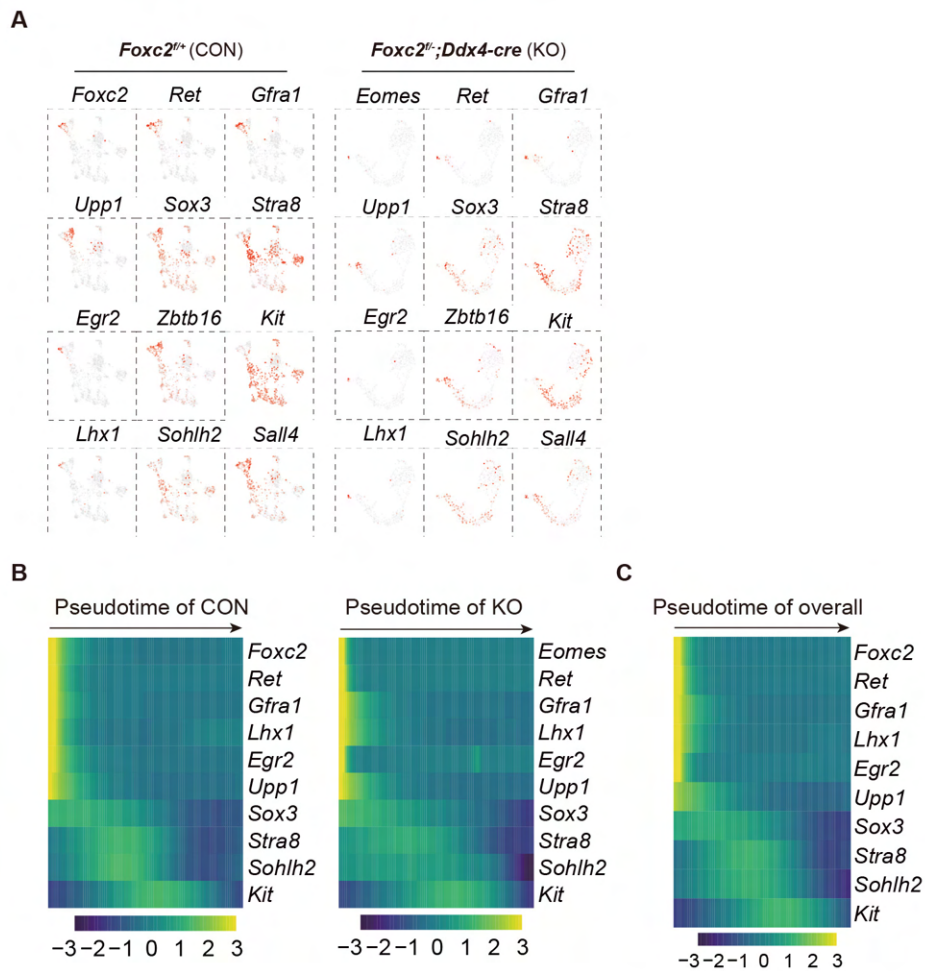 A
Foxc2f/+ (CON) Foxc2f/-;Ddx4-cre (KO)
Foxc2 Ret Gfra1 Eomes Ret Gfra1
Upp1 Sox3 Stra8 Upp1 Sox3 Stra8
Egr2 Zbtb16 Kit Egr2 Zbtb16 Kit
Lhx1 Sohlh2 Sall4 Lhx1 Sohlh2 Sall4
B
Pseudotime of CON
Foxc2
Ret
Gfra1
Lhx1
Egr2
Upp1
Sox3
Stra8
Sohlh2
Kit
−3 −2 −1 0 1 2 3
Pseudotime of KO
Eomes
Ret
Gfra1
Lhx1
Egr2
Upp1
Sox3
Stra8
Sohlh2
Kit
−3 −2 −1 0 1 2 3
C
Pseudotime of overall
Foxc2
Ret
Gfra1
Lhx1
Egr2
Upp1
Sox3
Stra8
Sohlh2
Kit
−3 −2 −1 0 1 2 3